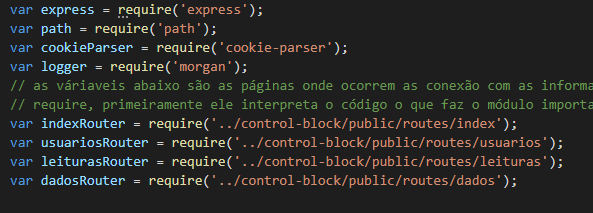 var express = require('express');
var path = require('path');
var cookieParser = require('cookie-parser');
var logger = require('morgan');
// as váriaveis abaixo são as páginas onde ocorrem as conexão com as informa
// require, primeiramente ele interpreta o código o que faz o módulo importa
var indexRouter = require('../control-block/public/routes/index');
var usuariosRouter = require('../control-block/public/routes/usuarios');
var leiturasRouter = require('../control-block/public/routes/leituras');
var dadosRouter = require('../control-block/public/routes/dados');